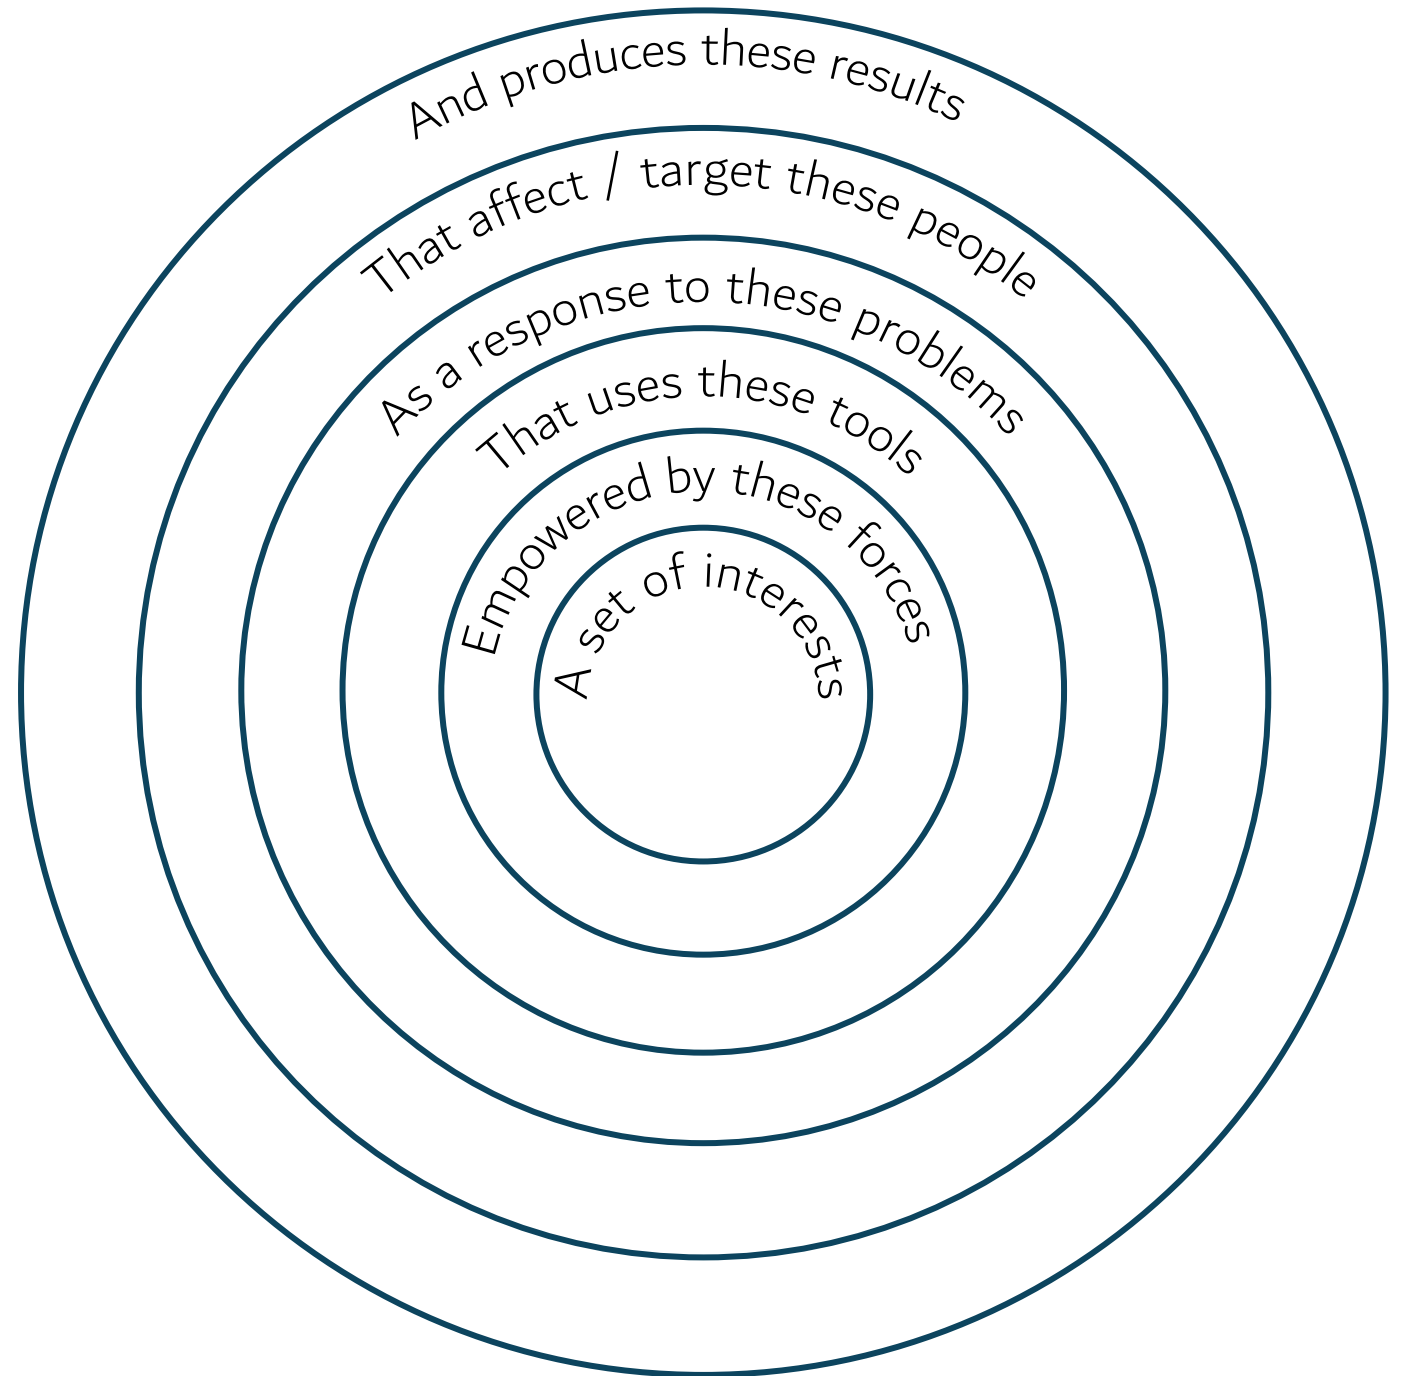 And produces these results
That affect / target these people
As a response to these problems
That uses these tools
Empowered by these forces
A set of interests